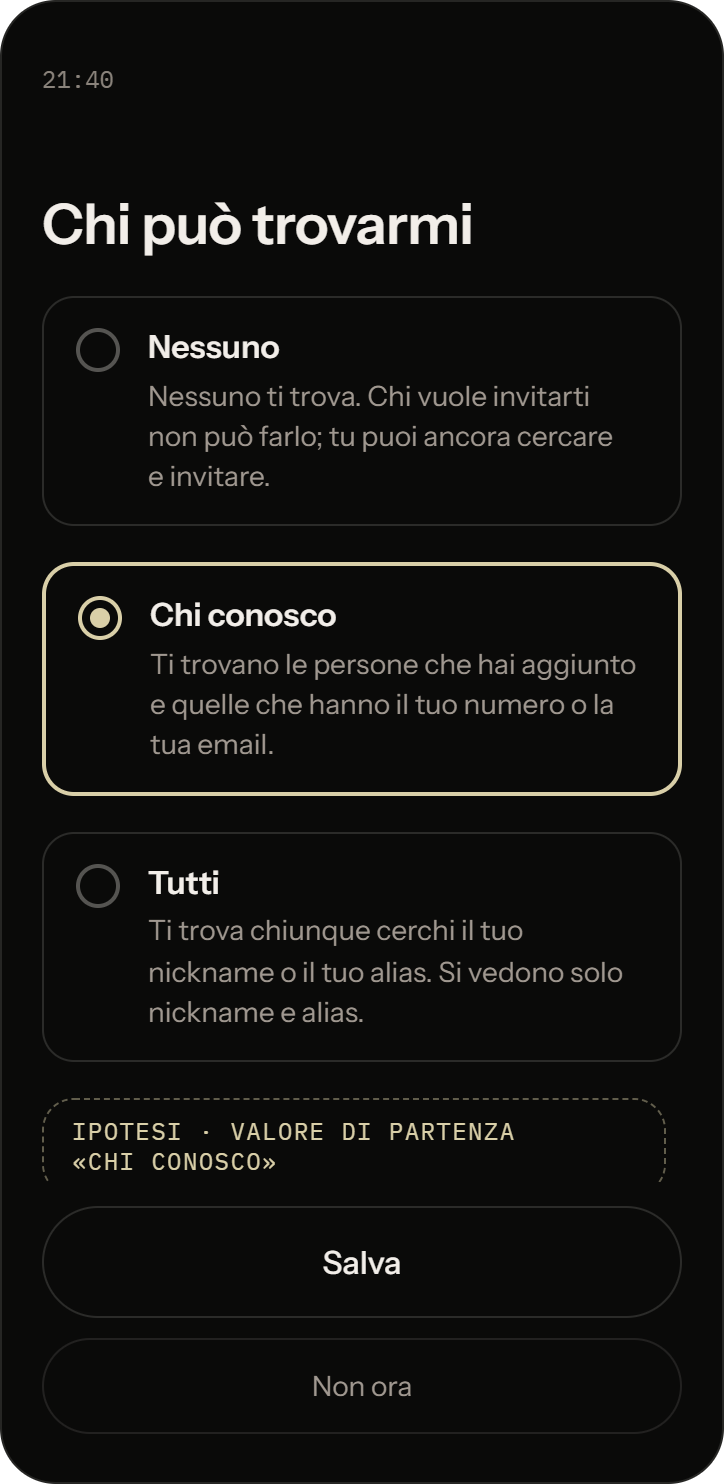 21:40
Chi può trovarmi
Nessuno
Nessuno ti trova. Chi vuole invitarti
non può farlo; tu puoi ancora cercare
e invitare.
Chi conosco
Ti trovano le persone che hai aggiunto
e quelle che hanno il tuo numero o la
tua email.
Tutti
Ti trova chiunque cerchi il tuo
nickname o il tuo alias. Si vedono solo
nickname e alias.
IPOTESI · VALORE DI PARTENZA
«CHI CONOSCO»
Salva
Non ora